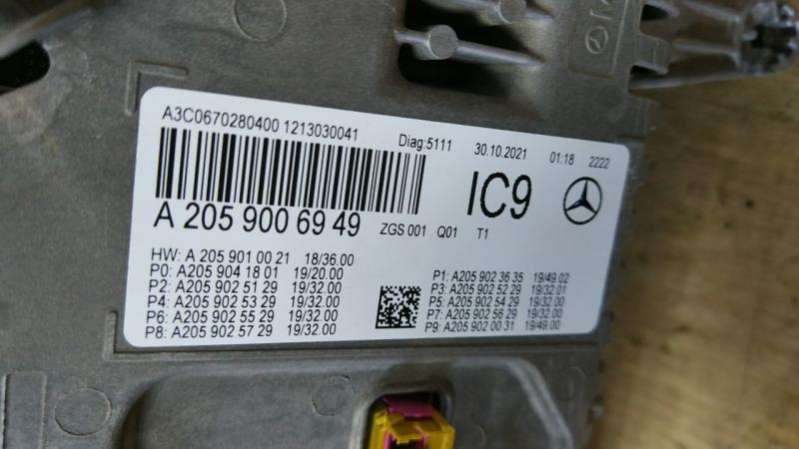 A3C0670280400 1213030041 Diag:5111 30.10.2021 01:18 2222
IC9
A 205 900 69 49 ZGS 001 Q01 T1
HW: A 205 901 00 21 18/36.00
P0: A205 904 18 01 19/20.00 P1: A205 902 36 35 19/49 02
P2: A205 902 51 29 19/32.00 P3: A205 902 52 29 19/32 01
P4: A205 902 53 29 19/32.00 P5: A205 902 54 29 19/32 00
P6: A205 902 55 29 19/32.00 P7: A205 902 56 29 19/32 00
P8: A205 902 57 29 19/32 00 P9: A205 902 00 31 19/49 00